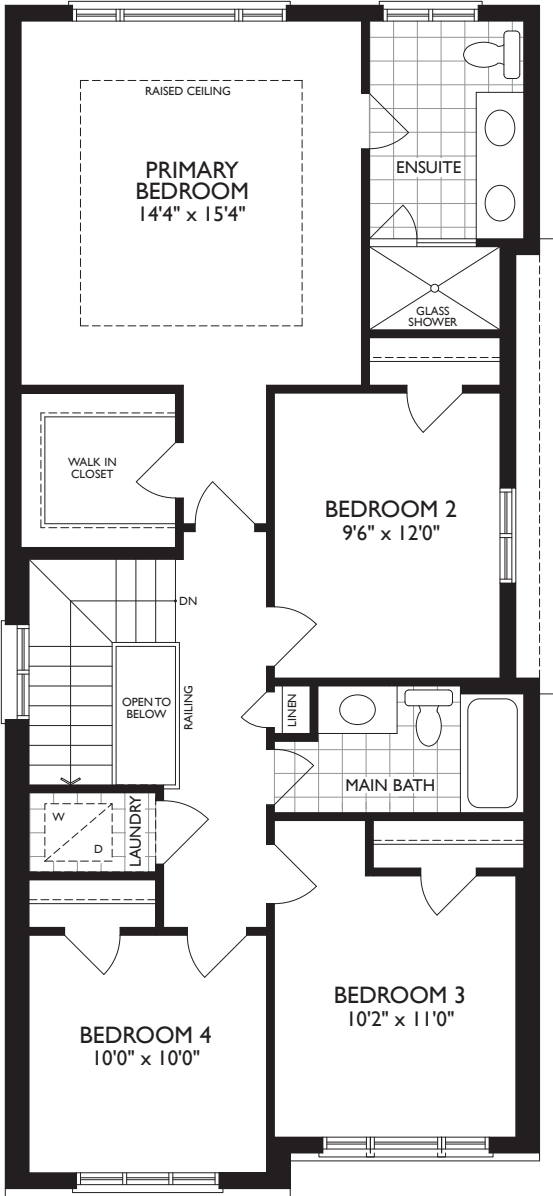 RAISED CEILING
PRIMARY
BEDROOM
14'4" x 15'4"
ENSUITE
GLASS
SHOWER
WALK IN
CLOSET
BEDROOM 2
9'6" x 12'0"
DN
OPEN TO
BELOW
RAILING
LINEN
MAIN BATH
W
D
LAUNDRY
BEDROOM 3
10'2" x 11'0"
BEDROOM 4
10'0" x 10'0"